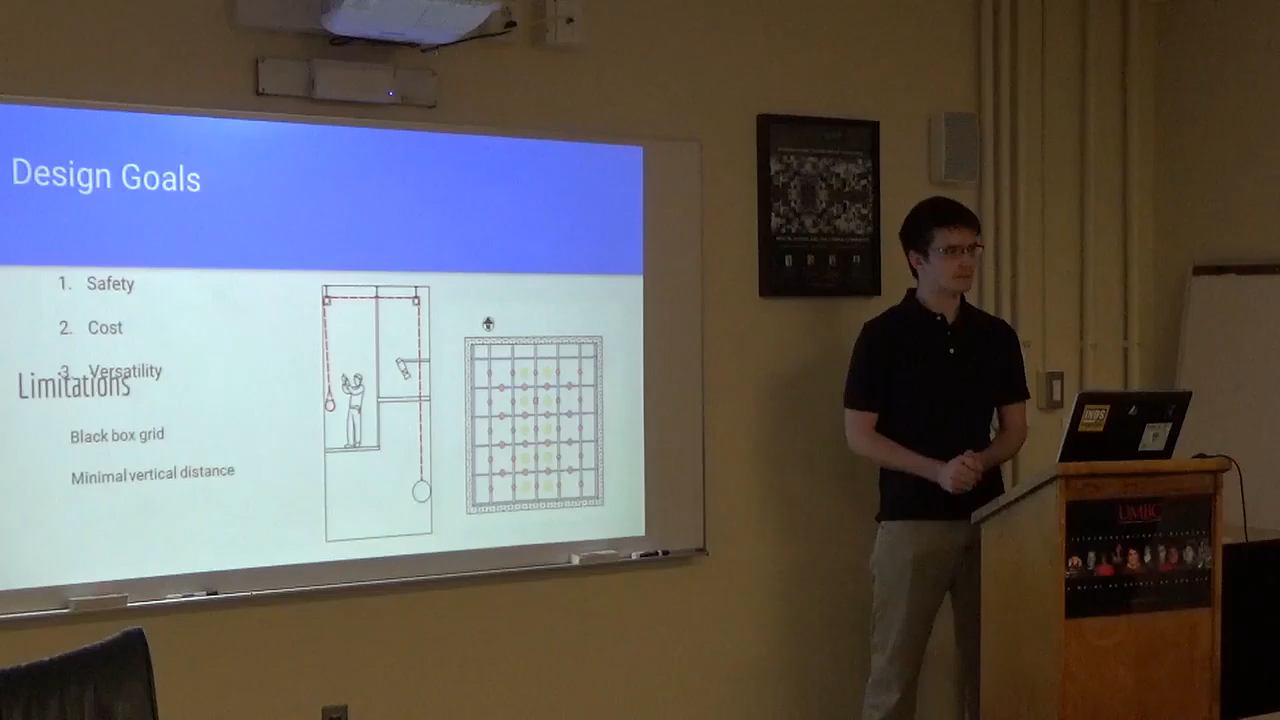 Design Goals
1. Safety
2. Cost
3. Versatility
Limitations
Black box grid
Minimal vertical distance
UMBC